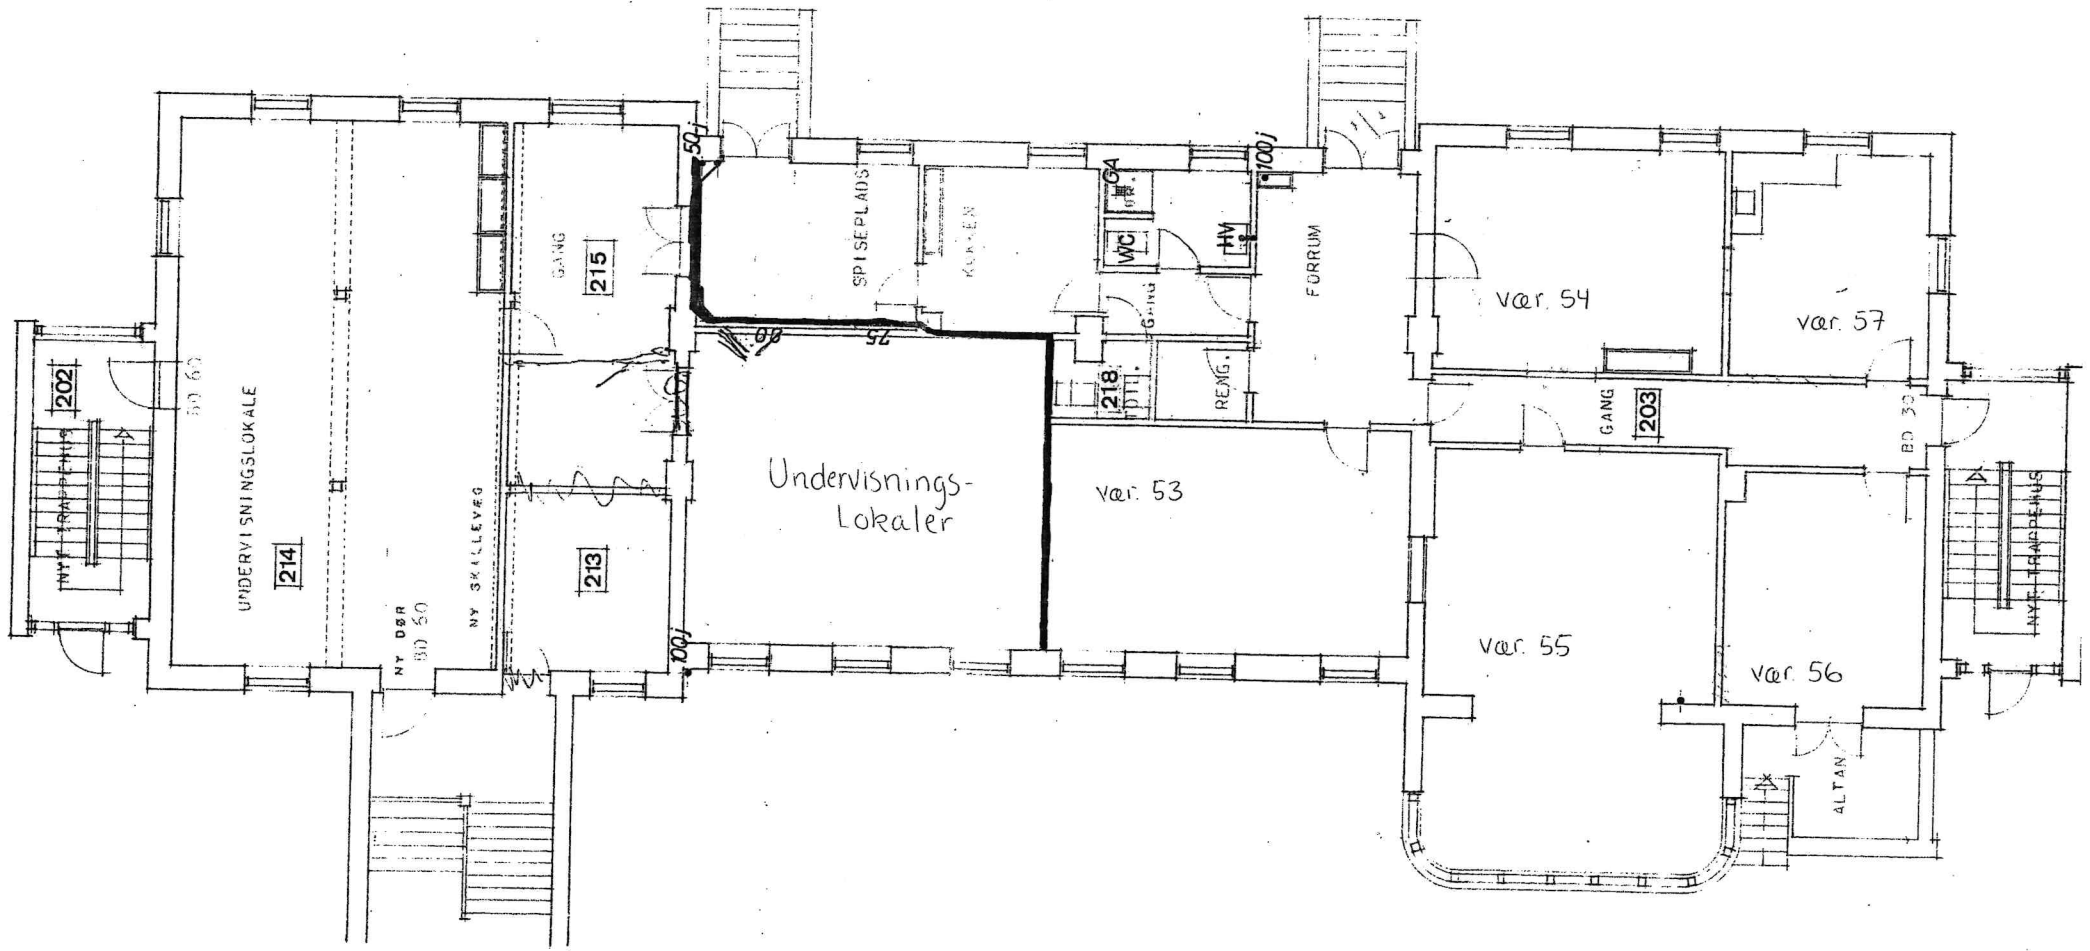 202
NY TRAPPEHUS
BD 60
UNDERVISNINGSLOKALE
214
NY DØR
BD 60
NY SKILLEVÆG
GANG
215
213
50j
100j
SPISEPLADS
KØKKEN
80
75
Undervisnings-
Lokaler
GA
WC
HV
100j
GANG
218
RENG.
FORRUM
vær. 53
vær. 54
vær. 57
GANG
203
BD 30
vær. 55
vær. 56
NYT TRAPPEHUS
ALTAN